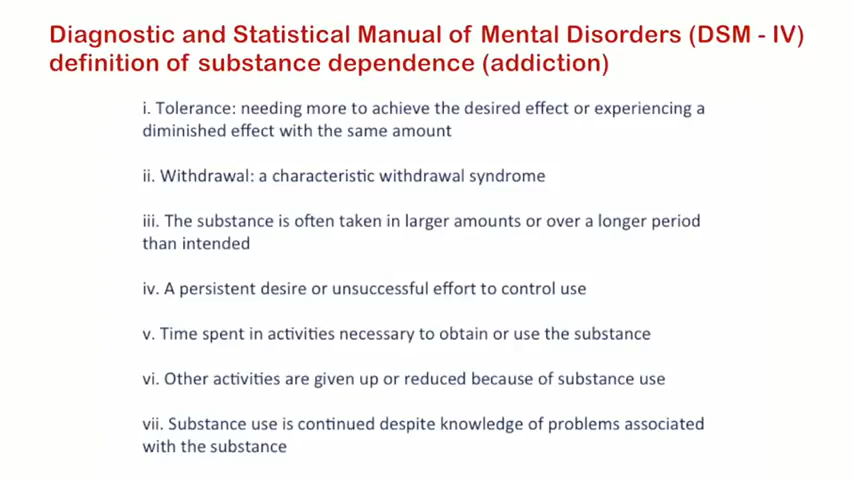 Diagnostic and Statistical Manual of Mental Disorders (DSM - IV)
definition of substance dependence (addiction)
i. Tolerance: needing more to achieve the desired effect or experiencing a
diminished effect with the same amount
ii. Withdrawal: a characteristic withdrawal syndrome
iii. The substance is often taken in larger amounts or over a longer period
than intended
iv. A persistent desire or unsuccessful effort to control use
v. Time spent in activities necessary to obtain or use the substance
vi. Other activities are given up or reduced because of substance use
vii. Substance use is continued despite knowledge of problems associated
with the substance